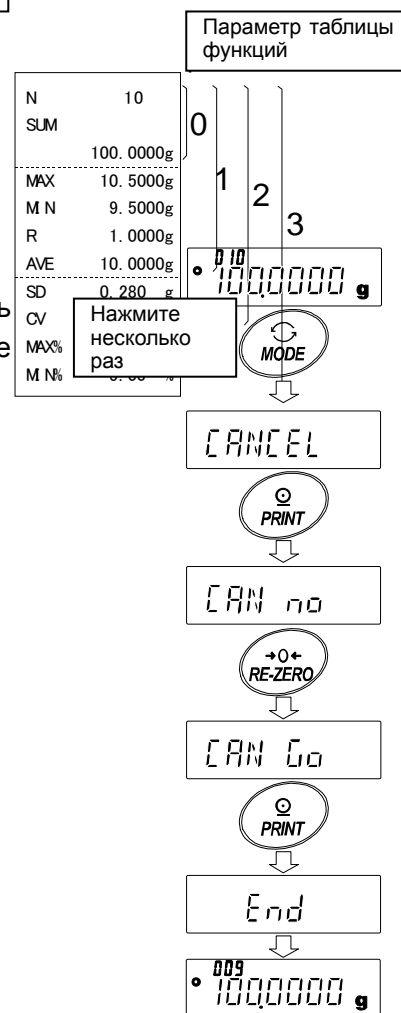 Параметр таблицы
функций
N 10
SUM
100.0000g
MAX 10.5000g
MIN 9.5000g
R 1.0000g
AVE 10.0000g
SD 0.280 g
CV
MAX%
MIN% %
0
1
2
3
010
100.0000 g
Нажмите
несколько
раз
ь
е
MODE
CANCEL
PRINT
CAN no
→0←
RE-ZERO
CAN Go
PRINT
End
009
100.0000 g